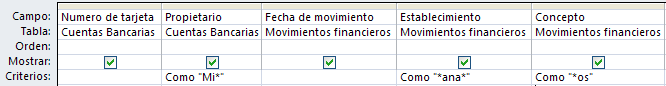 Campo: Numero de tarjeta Propietario Fecha de movimiento Establecimiento Concepto
Tabla: Cuentas Bancarias Cuentas Bancarias Movimientos financieros Movimientos financieros Movimientos financieros
Orden:
Mostrar:
Criterios: Como "Mi*" Como "*ana*" Como "*os"